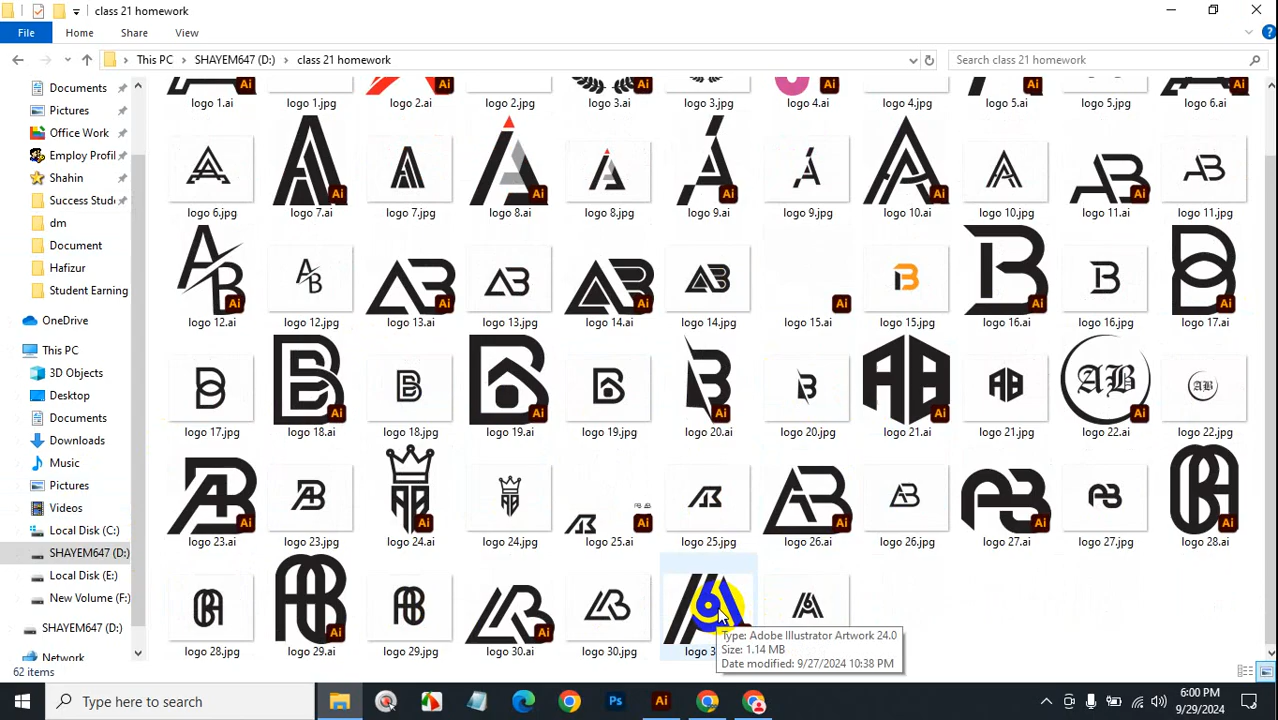 class 21 homework
File
Home
Share
View
This PC
SHAYEM647 (D:)
class 21 homework
Search class 21 homework
Documents
Pictures
Office Work
Employ Profil
Shahin
Success Stud
dm
Document
Hafizur
Student Earning
OneDrive
This PC
3D Objects
Desktop
Documents
Downloads
Music
Pictures
Videos
Local Disk (C:)
SHAYEM647 (D:)
Local Disk (E:)
New Volume (F:)
SHAYEM647 (D:)
Network
logo 1.ai
logo 1.jpg
logo 2.ai
logo 2.jpg
logo 3.ai
logo 3.jpg
logo 4.ai
logo 4.jpg
logo 5.ai
logo 5.jpg
logo 6.ai
logo 6.jpg
logo 7.ai
logo 7.jpg
logo 8.ai
logo 8.jpg
logo 9.ai
logo 9.jpg
logo 10.ai
logo 10.jpg
logo 11.ai
logo 11.jpg
logo 12.ai
logo 12.jpg
logo 13.ai
logo 13.jpg
logo 14.ai
logo 14.jpg
logo 15.ai
logo 15.jpg
logo 16.ai
logo 16.jpg
logo 17.ai
logo 17.jpg
logo 18.ai
logo 18.jpg
logo 19.ai
logo 19.jpg
logo 20.ai
logo 20.jpg
logo 21.ai
logo 21.jpg
logo 22.ai
logo 22.jpg
logo 23.ai
logo 23.jpg
logo 24.ai
logo 24.jpg
logo 25.ai
logo 25.jpg
logo 26.ai
logo 26.jpg
logo 27.ai
logo 27.jpg
logo 28.ai
logo 28.jpg
logo 29.ai
logo 29.jpg
logo 30.ai
logo 30.jpg
logo 3
Type: Adobe Illustrator Artwork 24.0
Size: 1.14 MB
Date modified: 9/27/2024 10:38 PM
62 items
Type here to search
Ps
Ai
6:00 PM
9/29/2024